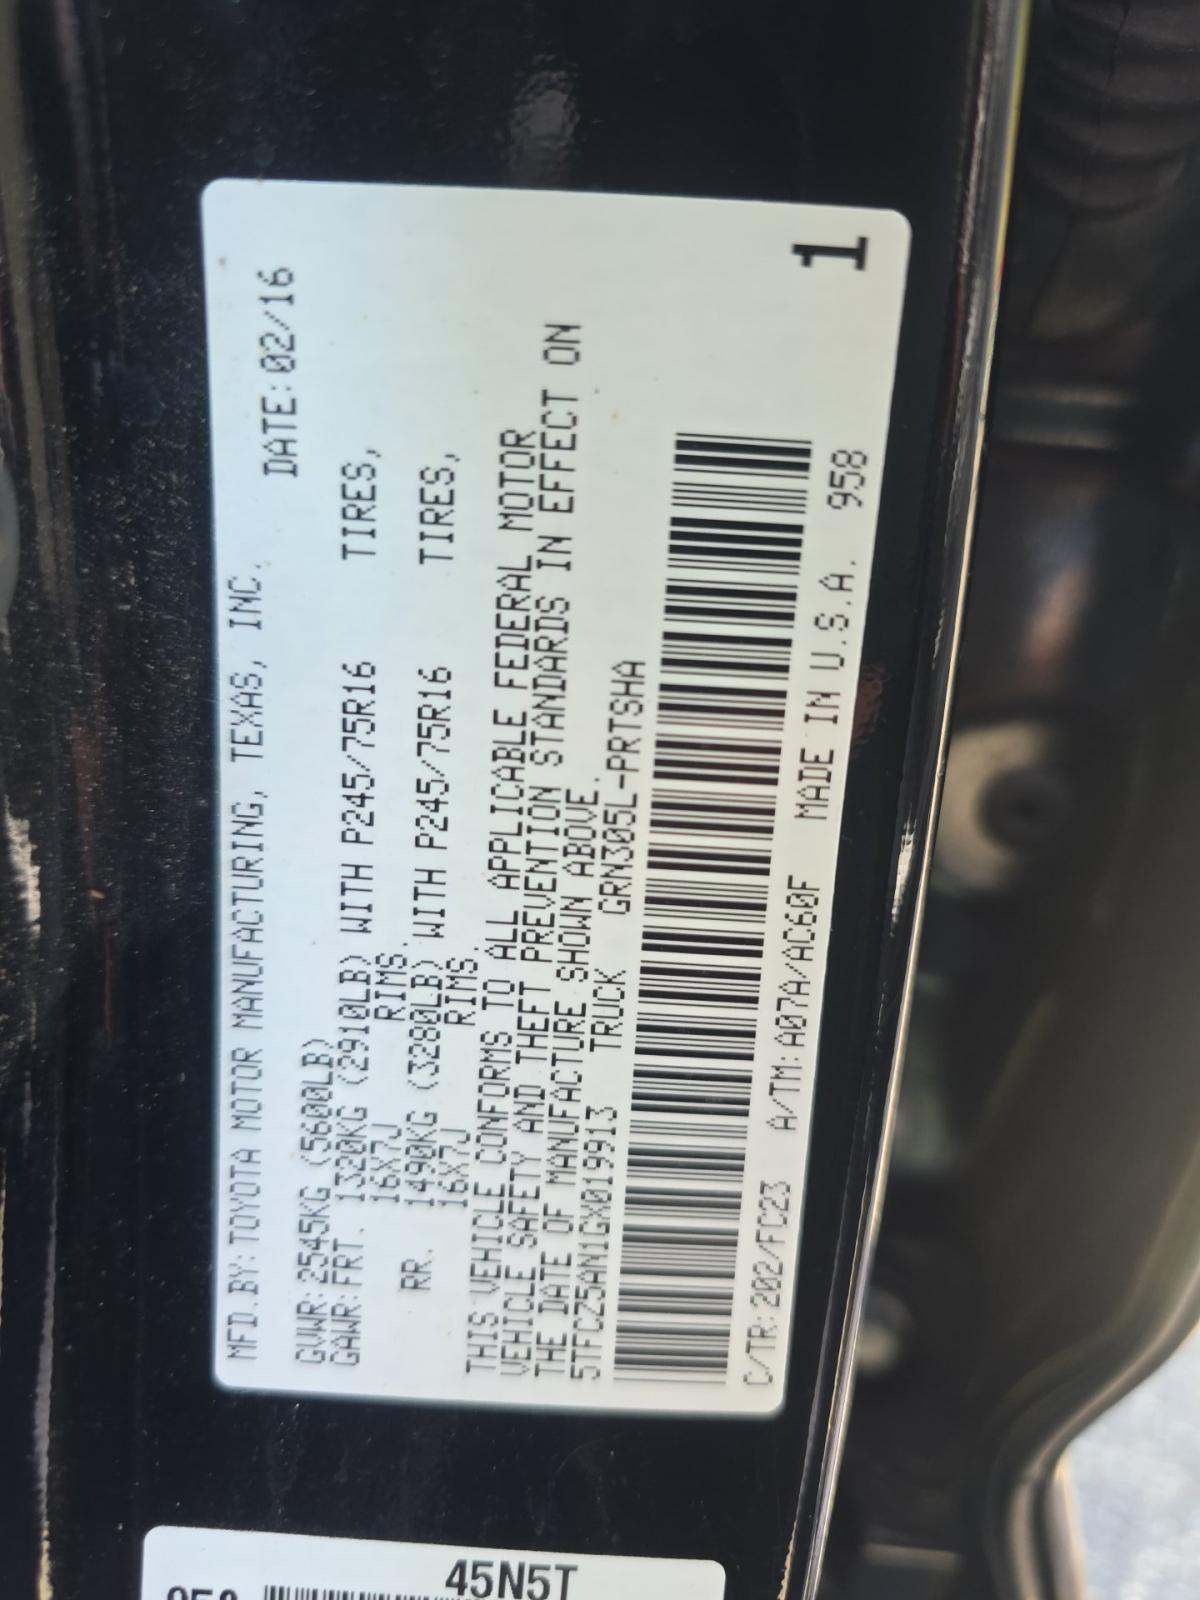 MFD.BY:TOYOTA MOTOR MANUFACTURING, TEXAS, INC.
DATE:02/16
GVWR:2545KG (5600LB)
GAWR:FRT. 1320KG (2910LB) WITH P245/75R16 TIRES,
16X7J RIMS.
RR. 1490KG (3280LB) WITH P245/75R16 TIRES,
16X7J RIMS.
THIS VEHICLE CONFORMS TO ALL APPLICABLE FEDERAL MOTOR
VEHICLE SAFETY AND THEFT PREVENTION STANDARDS IN EFFECT ON
THE DATE OF MANUFACTURE SHOWN ABOVE.
5TFCZ5AN1GX019913 TRUCK GRN305L-PRTSHA
C/TR:202/FC23 A/TM:A07A/AC60F MADE IN U.S.A. 958
1
45N5T